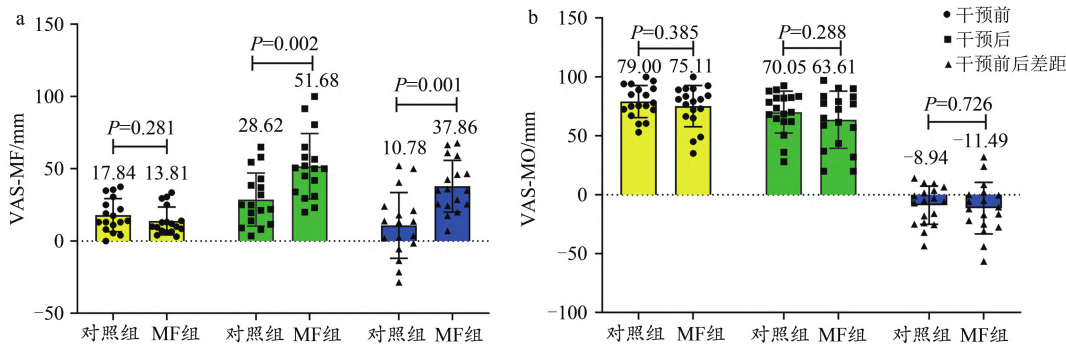 a
VAS-MF/mm
150
100
50
0
−50
P=0.281
17.84 13.81
P=0.002
28.62 51.68
P=0.001
10.78 37.86
对照组 MF组 对照组 MF组 对照组 MF组
b
VAS-MO/mm
150
100
50
0
−50
−100
P=0.385
79.00 75.11
P=0.288
70.05 63.61
P=0.726
−8.94 −11.49
对照组 MF组 对照组 MF组 对照组 MF组
干预前
干预后
干预前后差距